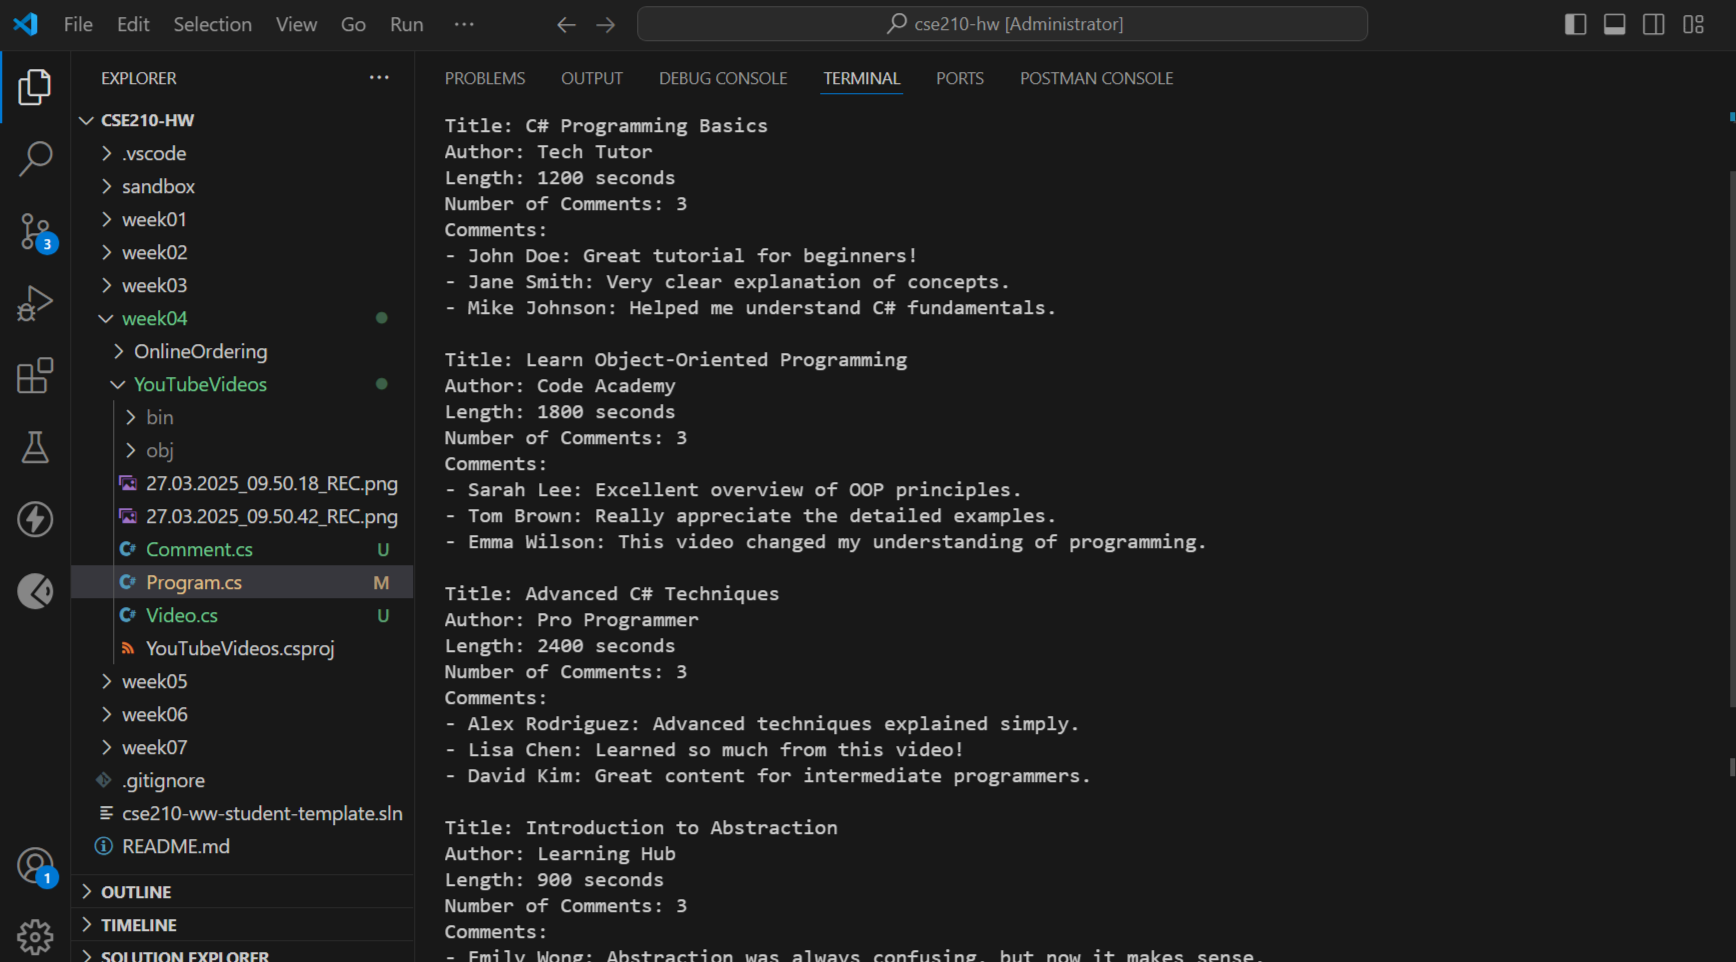 File Edit Selection View Go Run ···
cse210-hw [Administrator]
EXPLORER ···
CSE210-HW
.vscode
sandbox
week01
week02
week03
week04
OnlineOrdering
YouTubeVideos
bin
obj
27.03.2025_09.50.18_REC.png
27.03.2025_09.50.42_REC.png
C# Comment.cs U
C# Program.cs M
C# Video.cs U
YouTubeVideos.csproj
week05
week06
week07
.gitignore
cse210-ww-student-template.sln
README.md
OUTLINE
TIMELINE
SOLUTION EXPLORER
3
1
PROBLEMS OUTPUT DEBUG CONSOLE TERMINAL PORTS POSTMAN CONSOLE
Title: C# Programming Basics
Author: Tech Tutor
Length: 1200 seconds
Number of Comments: 3
Comments:
- John Doe: Great tutorial for beginners!
- Jane Smith: Very clear explanation of concepts.
- Mike Johnson: Helped me understand C# fundamentals.
Title: Learn Object-Oriented Programming
Author: Code Academy
Length: 1800 seconds
Number of Comments: 3
Comments:
- Sarah Lee: Excellent overview of OOP principles.
- Tom Brown: Really appreciate the detailed examples.
- Emma Wilson: This video changed my understanding of programming.
Title: Advanced C# Techniques
Author: Pro Programmer
Length: 2400 seconds
Number of Comments: 3
Comments:
- Alex Rodriguez: Advanced techniques explained simply.
- Lisa Chen: Learned so much from this video!
- David Kim: Great content for intermediate programmers.
Title: Introduction to Abstraction
Author: Learning Hub
Length: 900 seconds
Number of Comments: 3
Comments:
- Emily Wong: Abstraction was always confusing, but now it makes sense.